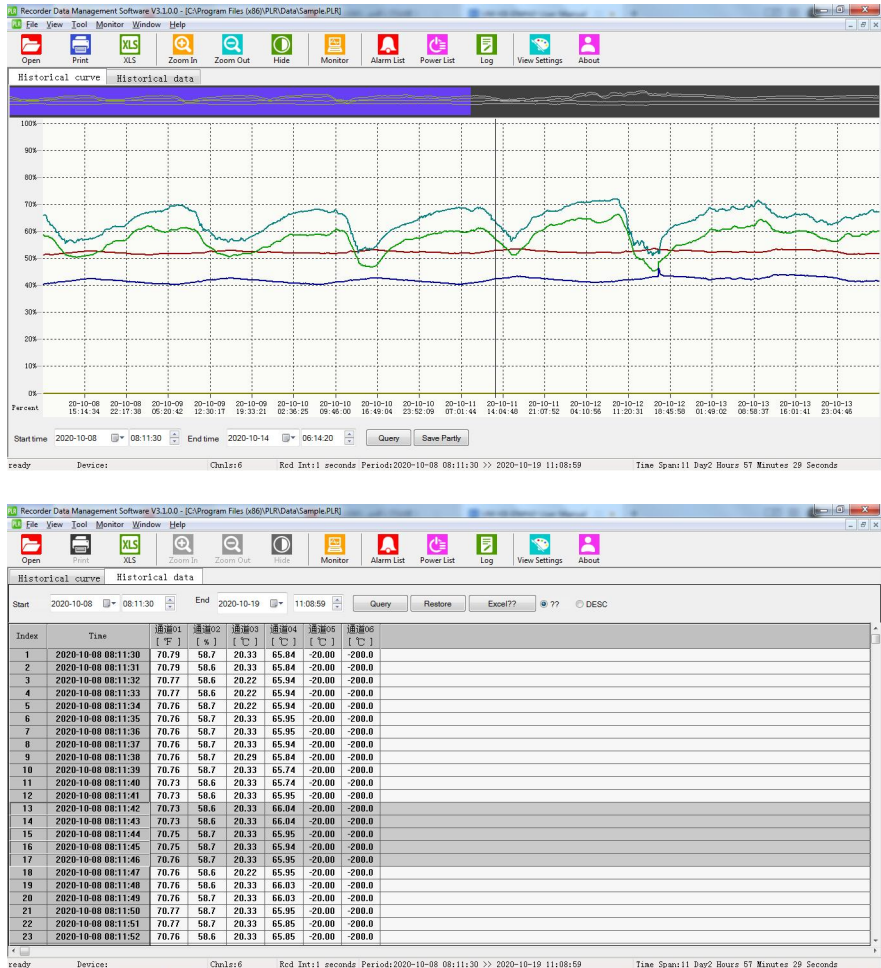 Recorder Data Management Software V3.1.0.0 - [C:\Program Files (x86)\PLR\Data\Sample.PLR]
File View Tool Monitor Window Help
Open Print XLS Zoom In Zoom Out Hide Monitor Alarm List Power List Log View Settings About
Historical curve Historical data
100%
90%
80%
70%
60%
50%
40%
30%
20%
10%
0%
Percent
20-10-08 20-10-08 20-10-09 20-10-09 20-10-09 20-10-10 20-10-10 20-10-10 20-10-10 20-10-11 20-10-11 20-10-11 20-10-12 20-10-12 20-10-12 20-10-13 20-10-13 20-10-13 20-10-13
15:14:34 22:17:38 05:20:42 12:30:17 19:33:21 02:36:25 09:46:00 16:49:04 23:52:09 07:01:44 14:04:48 21:07:52 04:10:56 11:20:31 18:45:58 01:49:02 08:58:37 16:01:41 23:04:46
Start time 2020-10-08 08:11:30 End time 2020-10-14 06:14:20 Query Save Partly
ready Device: Chnls:6 Rcd Int:1 seconds Period:2020-10-08 08:11:30 >> 2020-10-19 11:08:59 Time Span:11 Day2 Hours 57 Minutes 29 Seconds
Recorder Data Management Software V3.1.0.0 - [C:\Program Files (x86)\PLR\Data\Sample.PLR]
File View Tool Monitor Window Help
Open Print XLS Zoom In Zoom Out Hide Monitor Alarm List Power List Log View Settings About
Historical curve Historical data
Start 2020-10-08 08:11:30 End 2020-10-19 11:08:59 Query Restore Excel?? ?? DESC
Index Time 通道01 通道02 通道03 通道04 通道05 通道06
[ ℉ ] [ % ] [ ℃ ] [ ℃ ] [ ℃ ] [ ℃ ]
1 2020-10-08 08:11:30 70.79 58.7 20.33 65.84 -20.00 -200.0
2 2020-10-08 08:11:31 70.79 58.6 20.33 65.84 -20.00 -200.0
3 2020-10-08 08:11:32 70.77 58.6 20.22 65.94 -20.00 -200.0
4 2020-10-08 08:11:33 70.77 58.6 20.22 65.94 -20.00 -200.0
5 2020-10-08 08:11:34 70.76 58.7 20.22 65.94 -20.00 -200.0
6 2020-10-08 08:11:35 70.76 58.7 20.33 65.95 -20.00 -200.0
7 2020-10-08 08:11:36 70.76 58.7 20.33 65.95 -20.00 -200.0
8 2020-10-08 08:11:37 70.76 58.7 20.33 65.94 -20.00 -200.0
9 2020-10-08 08:11:38 70.76 58.7 20.29 65.84 -20.00 -200.0
10 2020-10-08 08:11:39 70.76 58.7 20.33 65.74 -20.00 -200.0
11 2020-10-08 08:11:40 70.73 58.6 20.33 65.74 -20.00 -200.0
12 2020-10-08 08:11:41 70.73 58.6 20.33 65.95 -20.00 -200.0
13 2020-10-08 08:11:42 70.73 58.6 20.33 66.04 -20.00 -200.0
14 2020-10-08 08:11:43 70.73 58.6 20.33 66.04 -20.00 -200.0
15 2020-10-08 08:11:44 70.75 58.7 20.33 65.95 -20.00 -200.0
16 2020-10-08 08:11:45 70.75 58.7 20.33 65.94 -20.00 -200.0
17 2020-10-08 08:11:46 70.76 58.7 20.33 65.95 -20.00 -200.0
18 2020-10-08 08:11:47 70.76 58.6 20.22 65.95 -20.00 -200.0
19 2020-10-08 08:11:48 70.76 58.6 20.33 66.03 -20.00 -200.0
20 2020-10-08 08:11:49 70.76 58.7 20.33 66.03 -20.00 -200.0
21 2020-10-08 08:11:50 70.77 58.7 20.33 65.95 -20.00 -200.0
22 2020-10-08 08:11:51 70.77 58.7 20.33 65.85 -20.00 -200.0
23 2020-10-08 08:11:52 70.76 58.6 20.33 65.85 -20.00 -200.0
ready Device: Chnls:6 Rcd Int:1 seconds Period:2020-10-08 08:11:30 >> 2020-10-19 11:08:59 Time Span:11 Day2 Hours 57 Minutes 29 Seconds